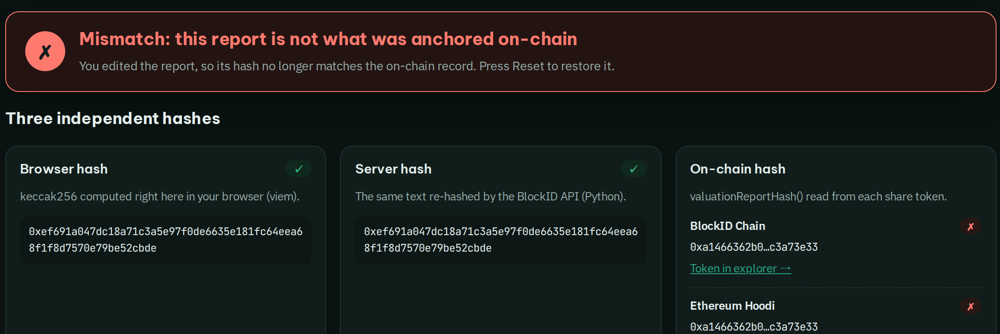 ✗
Mismatch: this report is not what was anchored on-chain
You edited the report, so its hash no longer matches the on-chain record. Press Reset to restore it.
Three independent hashes
Browser hash ✓
keccak256 computed right here in your browser (viem).
0xef691a047dc18a71c3a5e97f0de6635e181fc64eea6
8f1f8d7570e79be52cbde
Server hash ✓
The same text re-hashed by the BlockID API (Python).
0xef691a047dc18a71c3a5e97f0de6635e181fc64eea6
8f1f8d7570e79be52cbde
On-chain hash
valuationReportHash() read from each share token.
BlockID Chain ✗
0xa1466362b0…c3a73e33
Token in explorer →
Ethereum Hoodi ✗
0xa1466362b0…c3a73e33